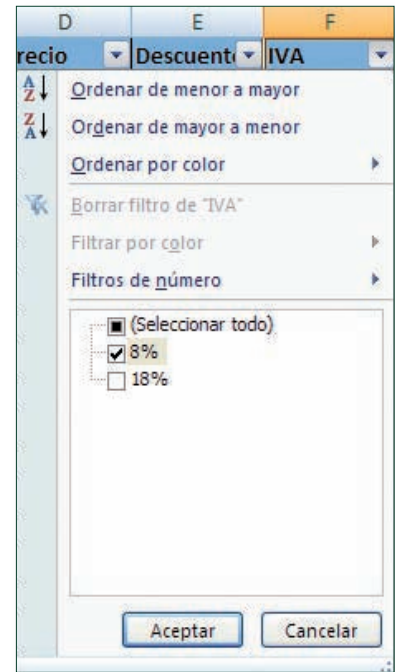 D E F
recio Descuent IVA
Ordenar de menor a mayor
Ordenar de mayor a menor
Ordenar por color
Borrar filtro de "IVA"
Filtrar por color
Filtros de número
(Seleccionar todo)
8%
18%
Aceptar Cancelar